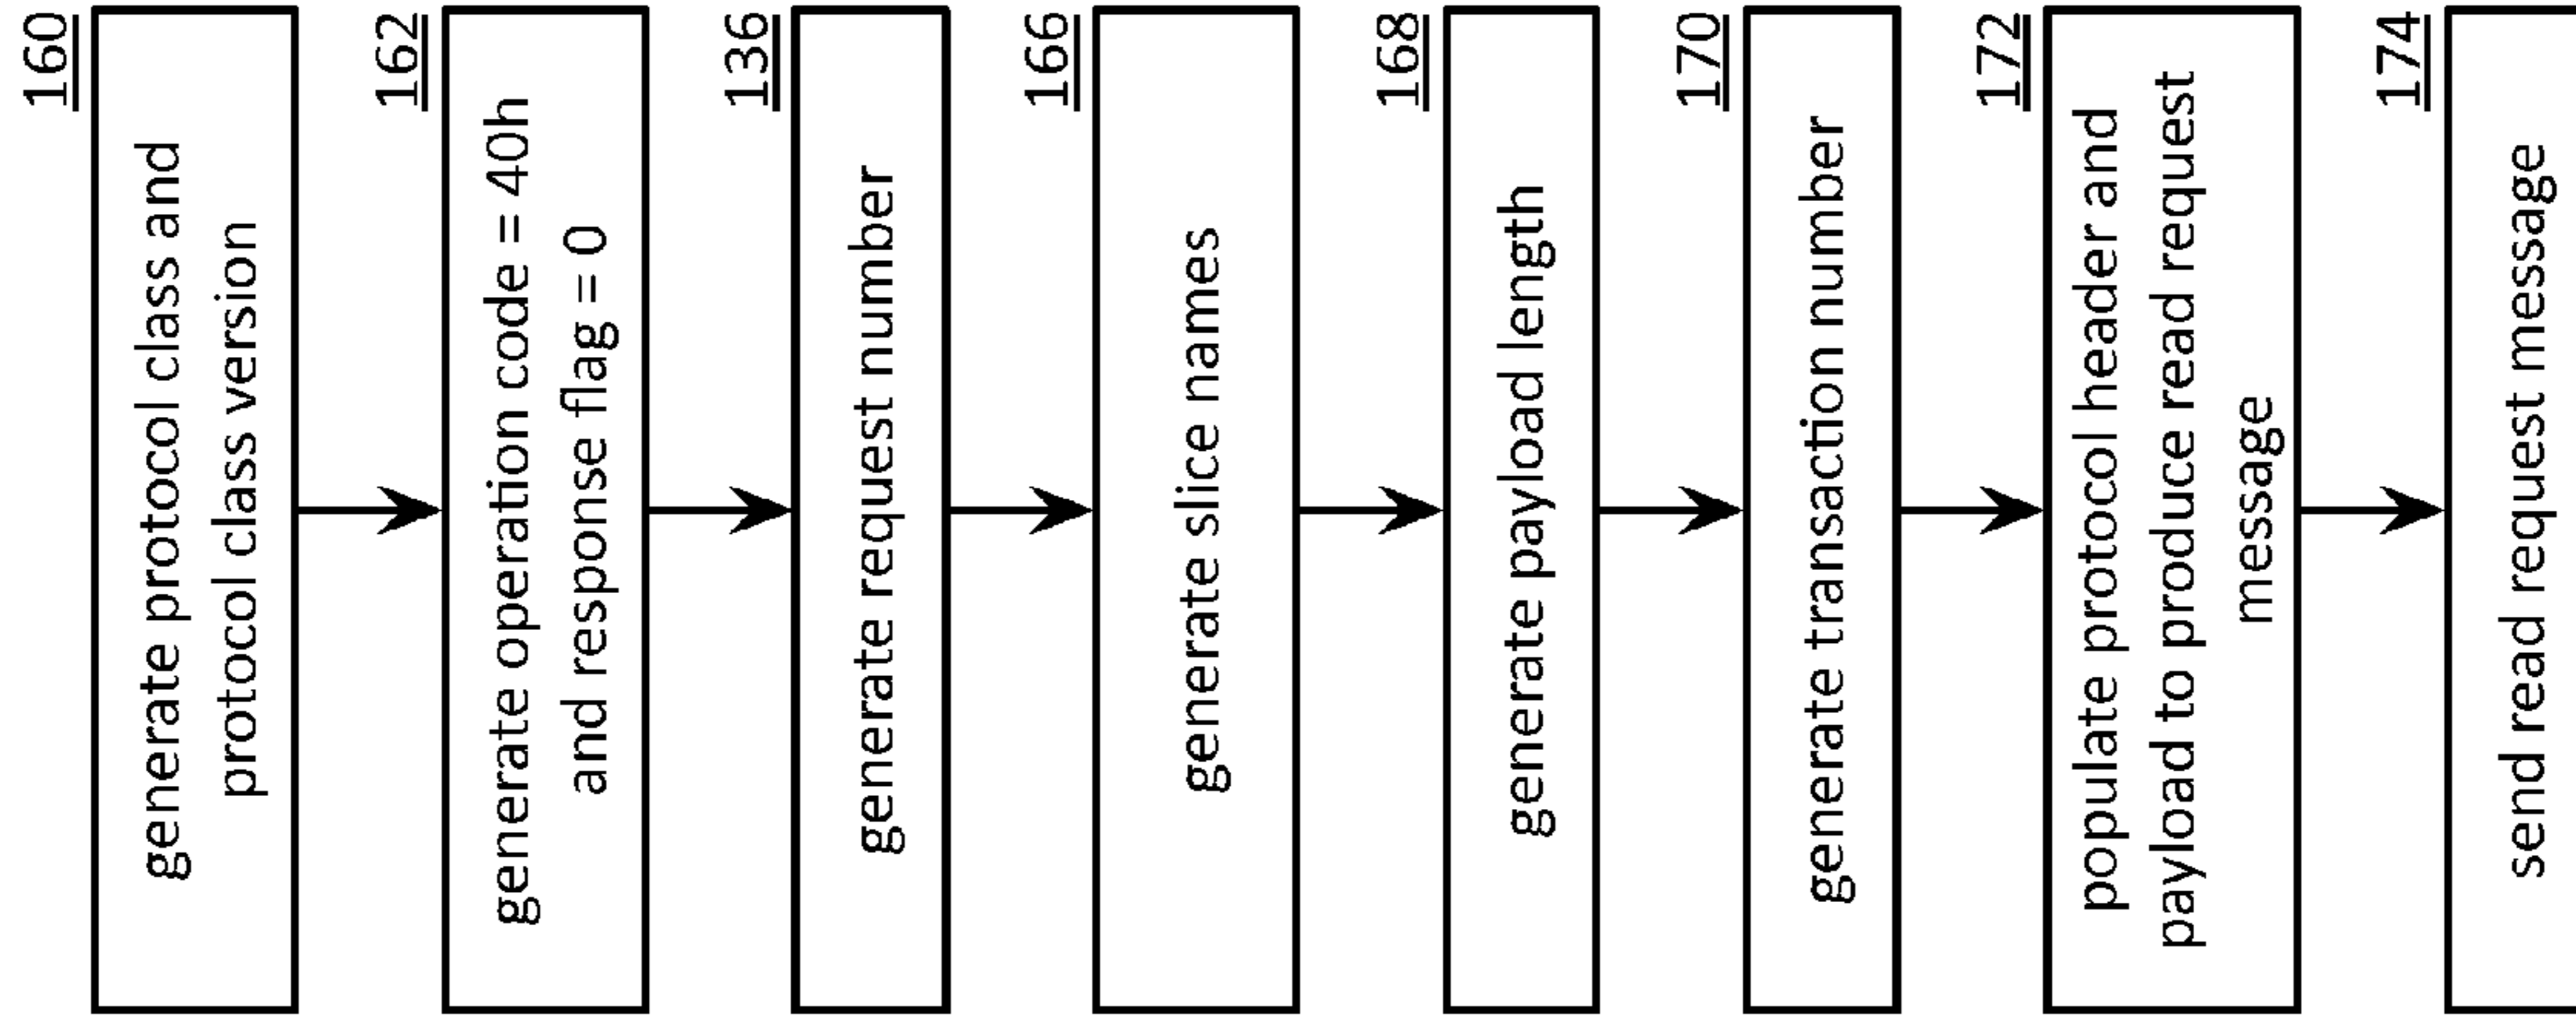 160
generate protocol class and
protocol class version
162
generate operation code = 40h
and response flag = 0
136
generate request number
166
generate slice names
168
generate payload length
170
generate transaction number
172
populate protocol header and
payload to produce read request
message
174
send read request message